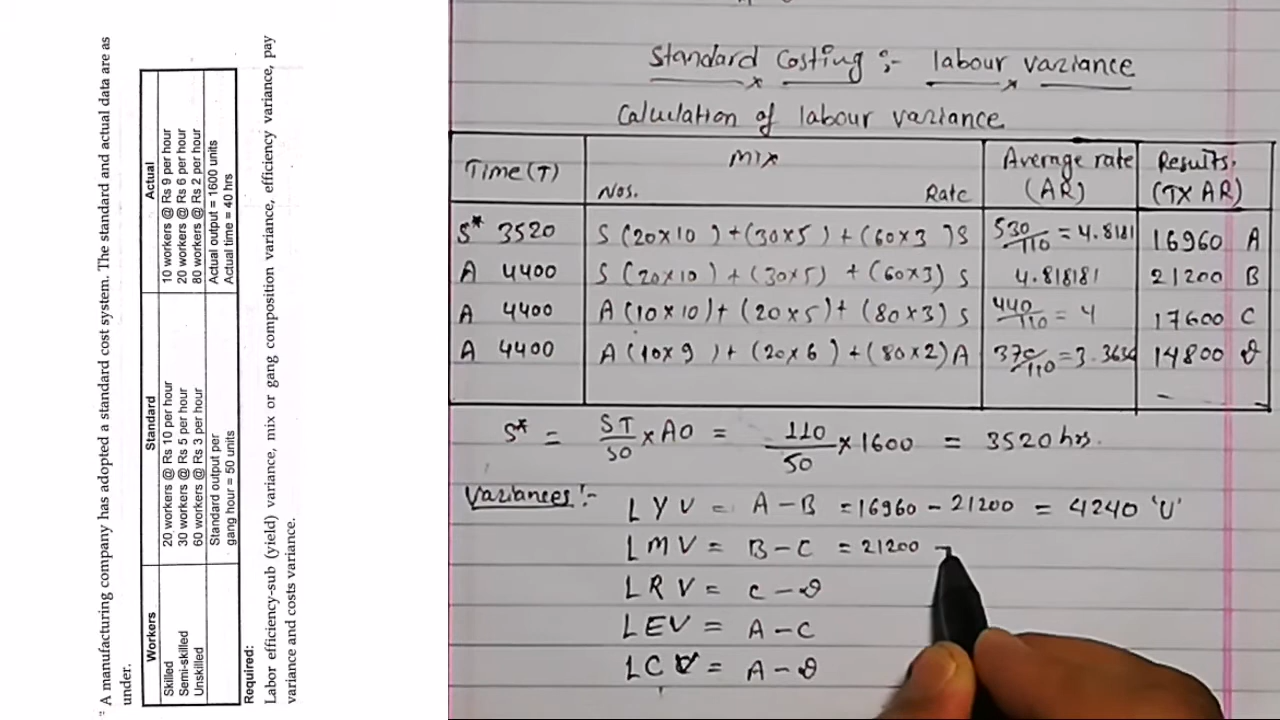 A manufacturing company has adopted a standard cost system. The standard and actual data are as
under.
Workers Standard Actual
Skilled 20 workers @ Rs 10 per hour 10 workers @ Rs 9 per hour
Semi-skilled 30 workers @ Rs 5 per hour 20 workers @ Rs 6 per hour
Unskilled 60 workers @ Rs 3 per hour 80 workers @ Rs 2 per hour
Standard output per Actual output = 1600 units
gang hour = 50 units Actual time = 40 hrs
Required:
Labor efficiency-sub (yield) variance, mix or gang composition variance, efficiency variance, pay
variance and costs variance.
Standard Costing :- labour variance
Calculation of labour variance
Time (T) Mix Average rate Results.
Nos. Rate (AR) (TX AR)
S* 3520 S (20x10) + (30x5) + (60x3) S 530/110 = 4.8181 16960 A
A 4400 S (20x10) + (30x5) + (60x3) S 4.818181 21200 B
A 4400 A (10x10) + (20x5) + (80x3) S 440/110 = 4 17600 C
A 4400 A (10x9) + (20x6) + (80x2) A 370/110 = 3.3636 14800 D
S* = ST/SO x AO = 110/50 x 1600 = 3520 hrs.
Variances :- LYV = A - B = 16960 - 21200 = 4240 'U'
LMV = B - C = 21200 -
LRV = C - D
LEV = A - C
LCV = A - D